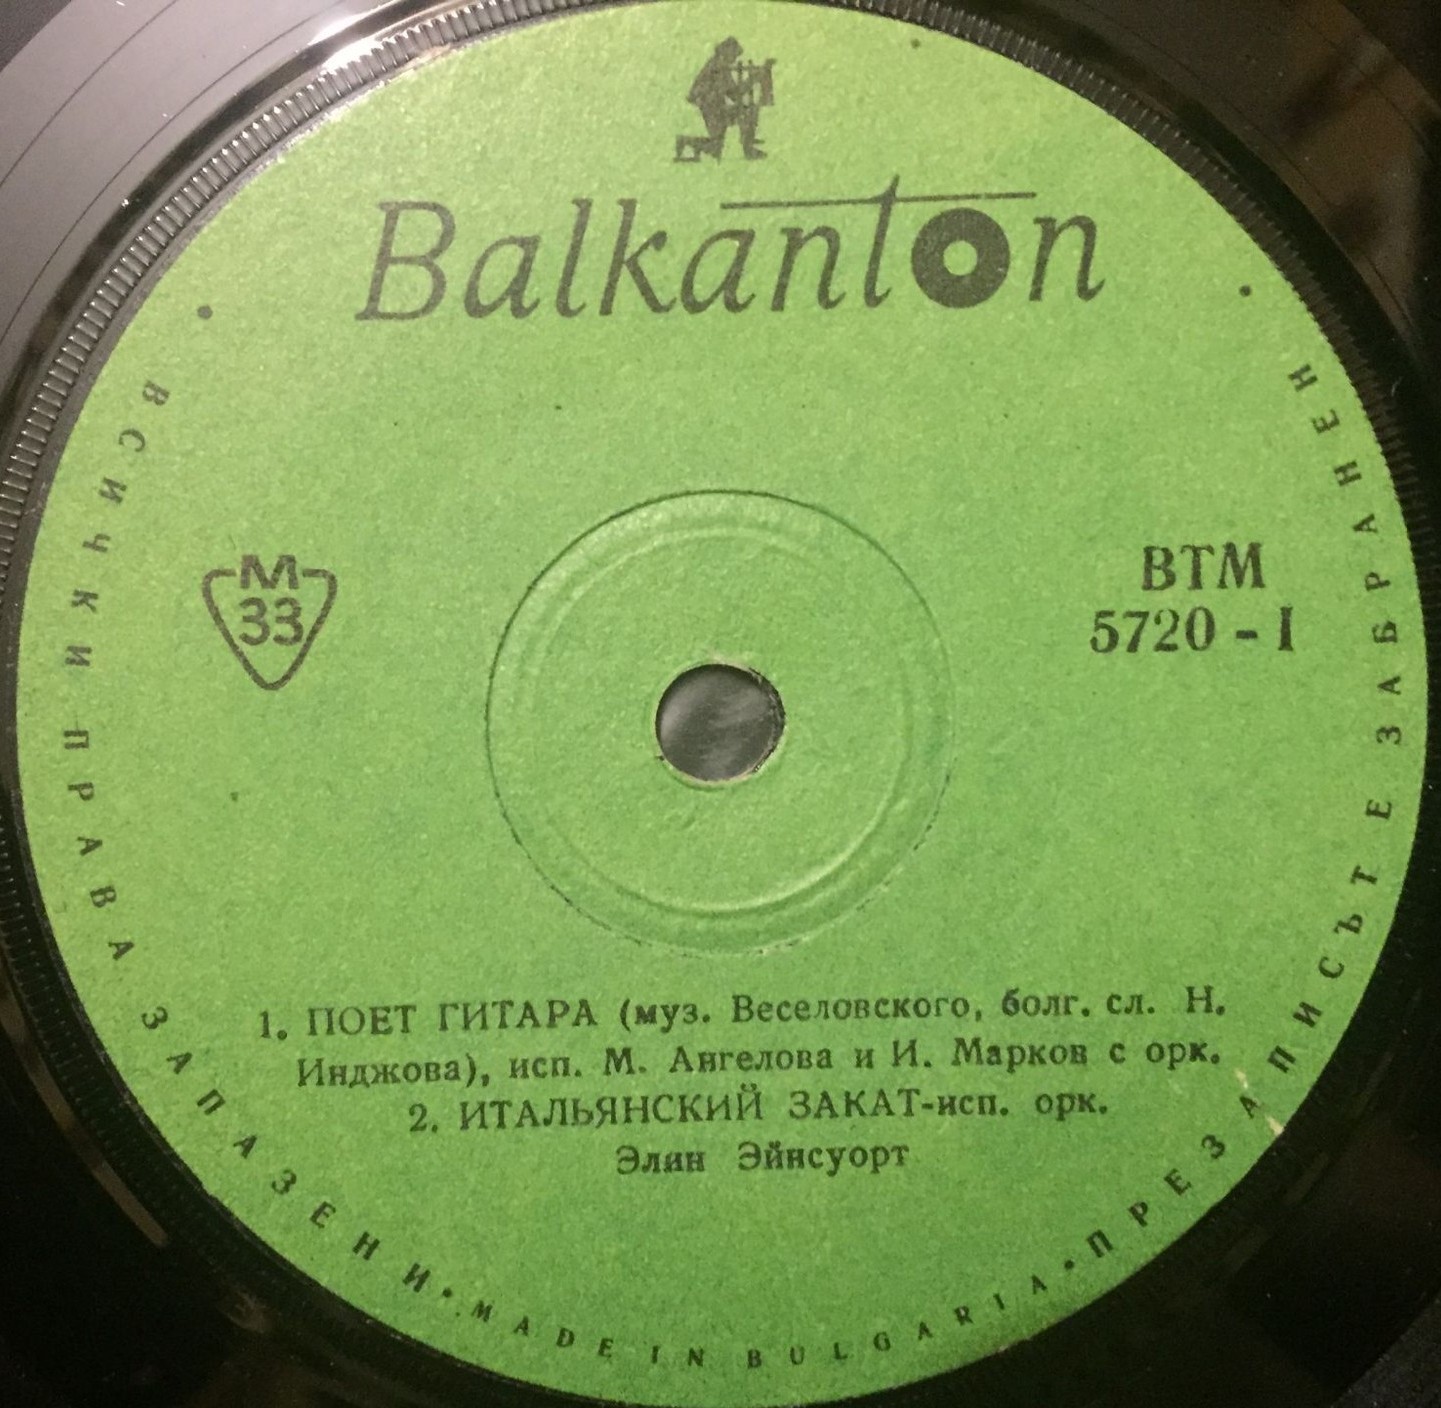 Balkanton
M
33
ВТМ
5720 - I
1. ПОЕТ ГИТАРА (муз. Веселовского, болг. сл. Н.
Инджова), исп. М. Ангелова и И. Марков с орк.
2. ИТАЛЬЯНСКИЙ ЗАКАТ-исп. орк.
Элин Эйнсуорт
• ВСИЧКИ ПРАВА ЗАПАЗЕНИ • MADE IN BULGARIA • ПРЕЗАПИСЪТ Е ЗАБРАНЕН •